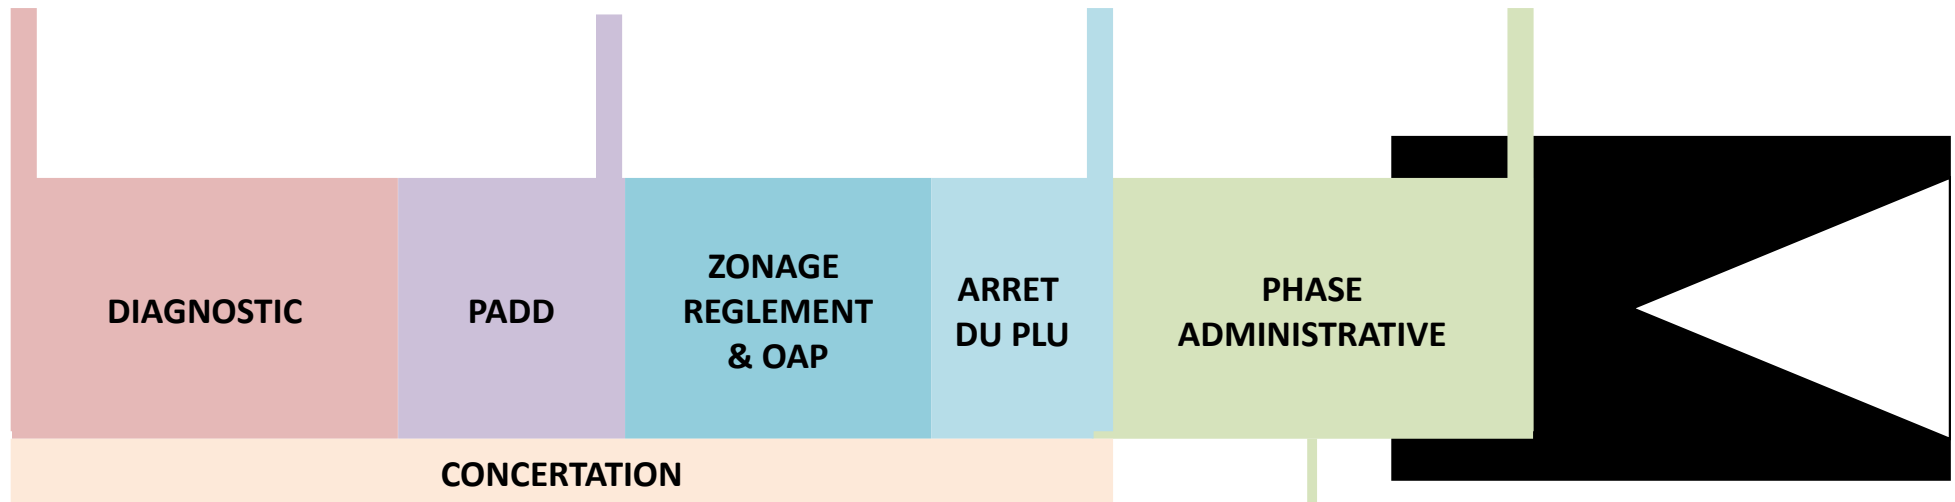 DIAGNOSTIC
PADD
ZONAGE
REGLEMENT
& OAP
ARRET
DU PLU
PHASE
ADMINISTRATIVE
CONCERTATION